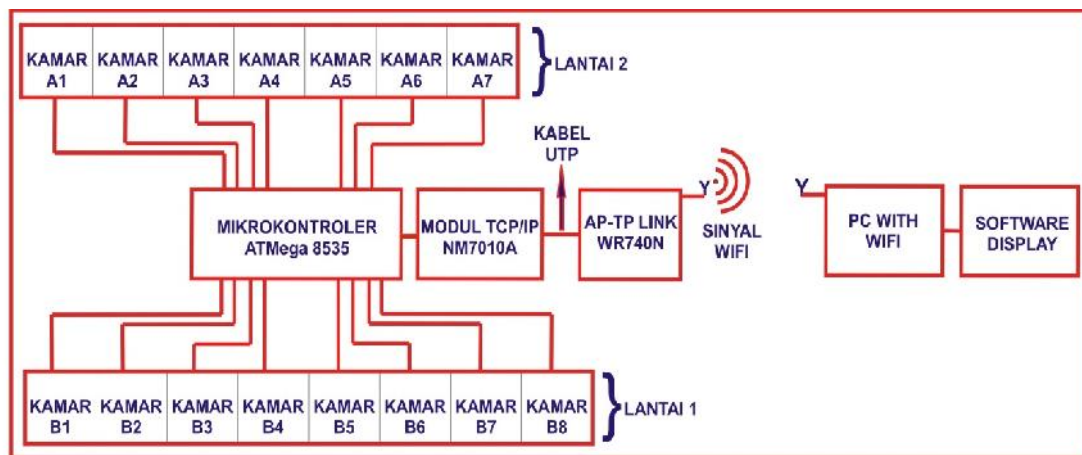 KAMAR A1
KAMAR A2
KAMAR A3
KAMAR A4
KAMAR A5
KAMAR A6
KAMAR A7
LANTAI 2
KABEL
UTP
MIKROKONTROLER
ATMega 8535
MODUL TCP/IP
NM7010A
AP-TP LINK
WR740N
Y
SINYAL
WIFI
Y
PC WITH
WIFI
SOFTWARE
DISPLAY
KAMAR B1
KAMAR B2
KAMAR B3
KAMAR B4
KAMAR B5
KAMAR B6
KAMAR B7
KAMAR B8
LANTAI 1